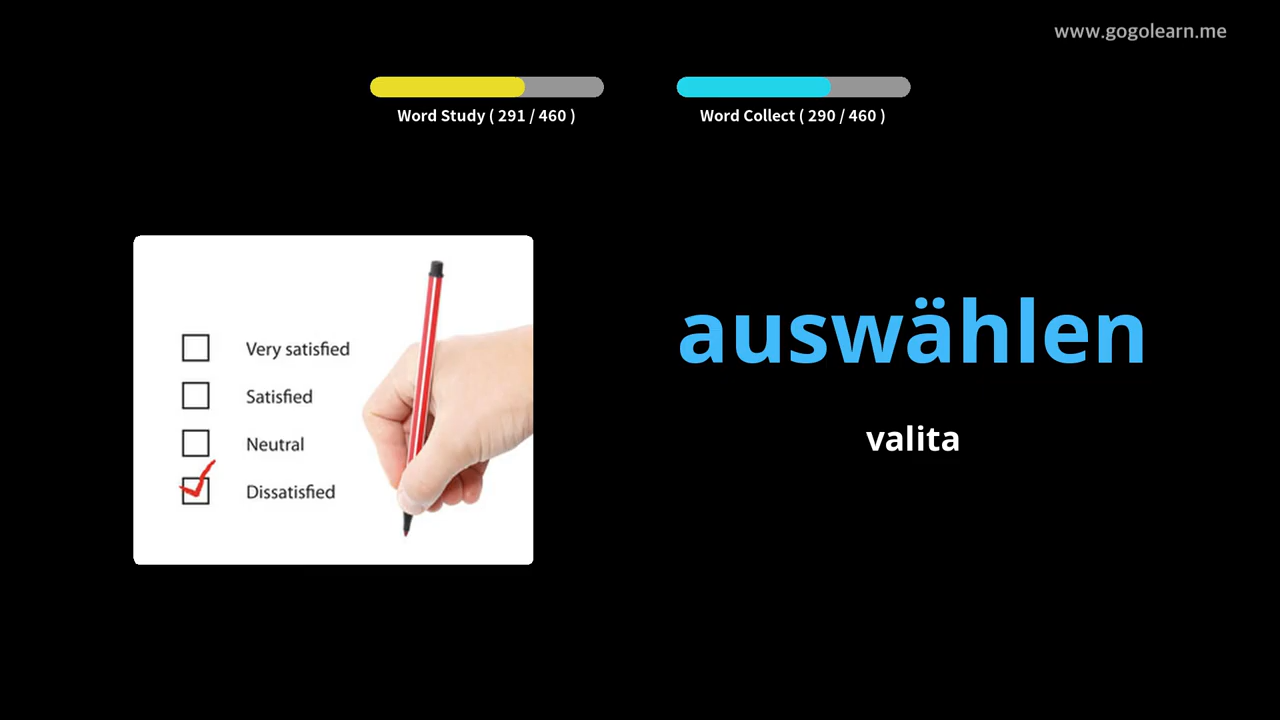 www.gogolearn.me
Word Study ( 291 / 460 )
Word Collect ( 290 / 460 )
Very satisfied
Satisfied
Neutral
Dissatisfied
auswählen
valita